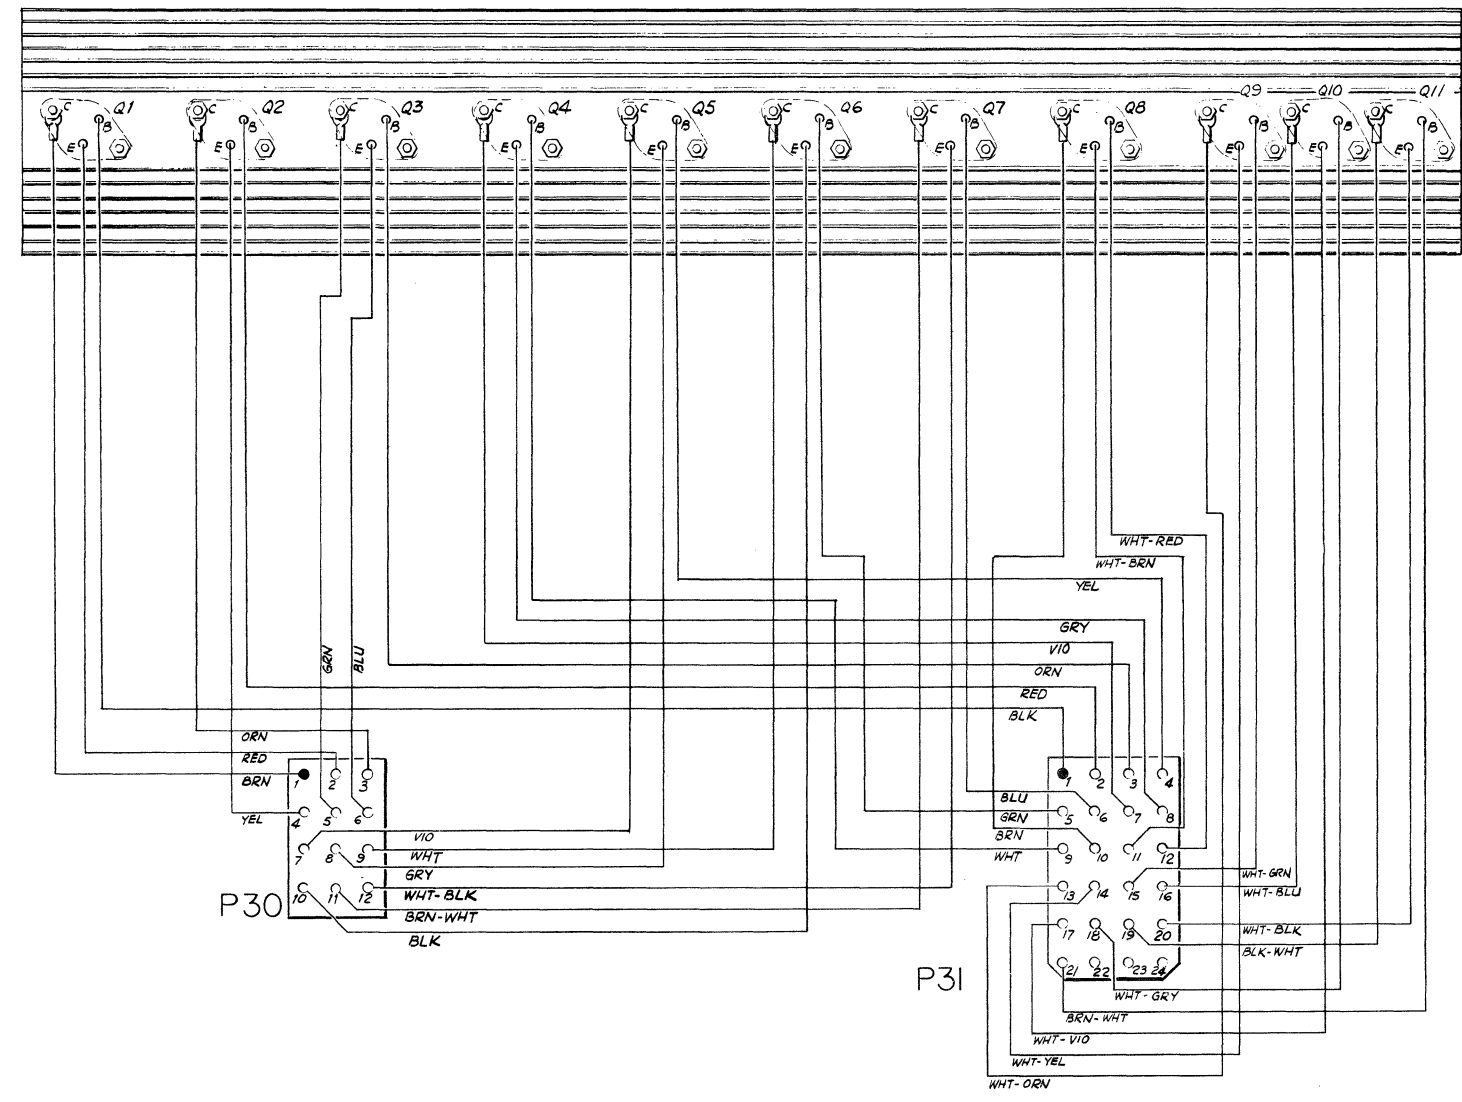 Q1 Q2 Q3 Q4 Q5 Q6 Q7 Q8 Q9 Q10 Q11
C C C C C C C C C C C
B B B B B B B B B B B
E E E E E E E E E E E
WHT-RED
WHT-BRN
YEL
GRY
VIO
GRN BLU
ORN
RED
BLK
ORN
RED
BRN
1 2 3
1 2 3 4
BLU
YEL
4 5 6
GRN
5 6 7 8
VIO
BRN
7 8 9
WHT
WHT
9 10 11 12
GRY
WHT-GRN
10 11 12
WHT-BLK
13 14 15 16
WHT-BLU
P30
BRN-WHT
17 18 19 20
WHT-BLK
BLK
BLK-WHT
21 22 23 24
P31
WHT-GRY
BRN-WHT
WHT-VIO
WHT-YEL
WHT-ORN